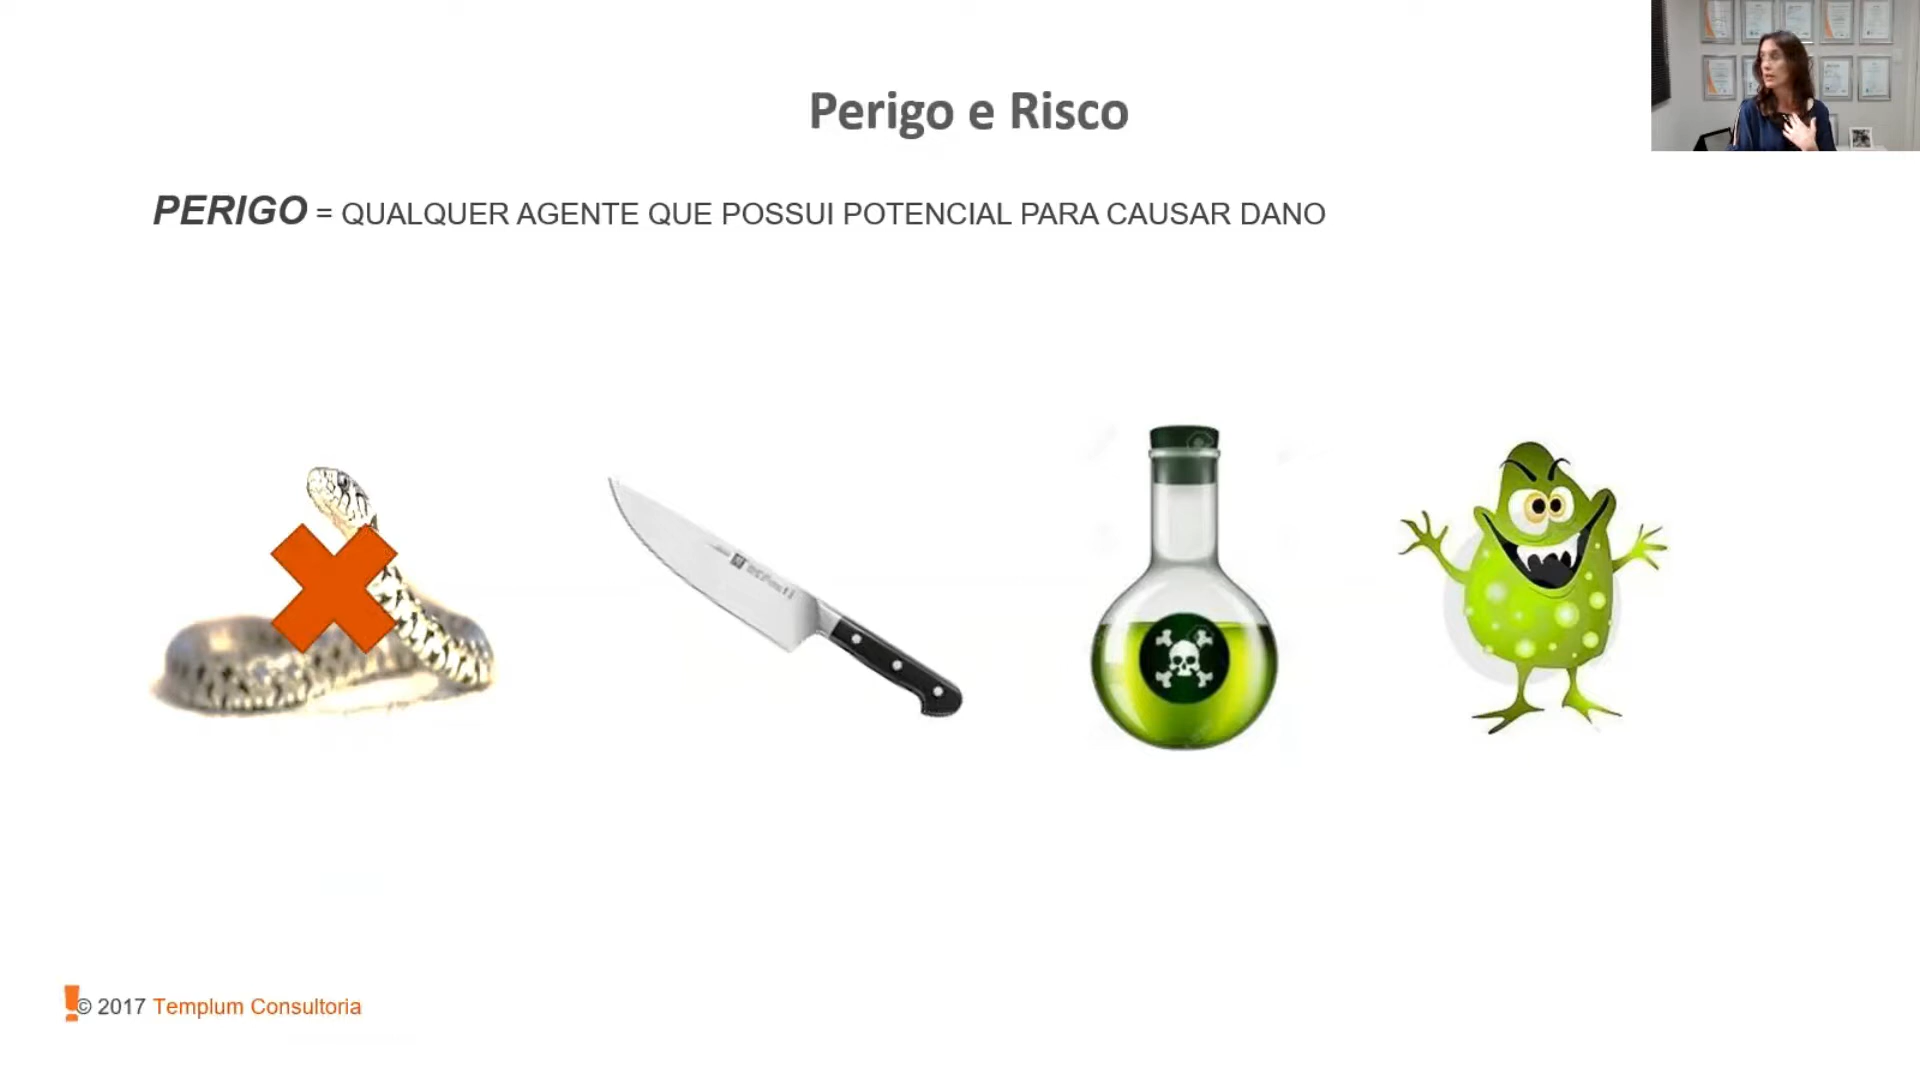 Perigo e Risco
PERIGO = QUALQUER AGENTE QUE POSSUI POTENCIAL PARA CAUSAR DANO
© 2017 Templum Consultoria